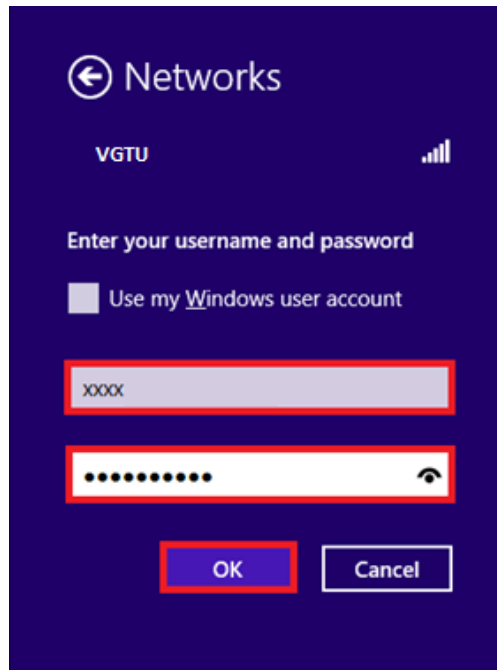 Networks
VGTU
Enter your username and password
Use my Windows user account
xxxx
••••••••••
OK Cancel